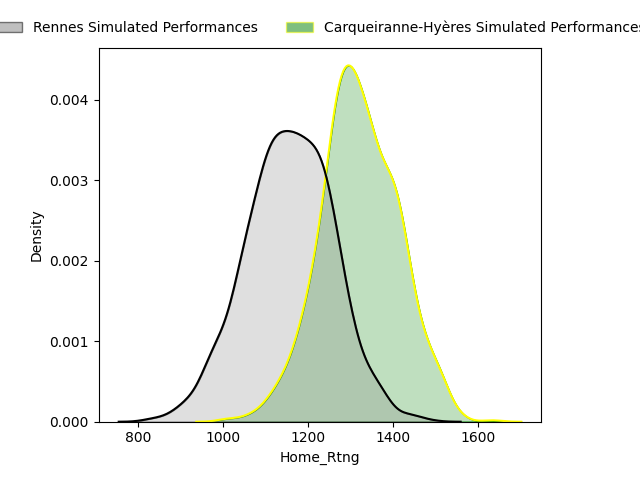 Rennes Simulated Performances
Carqueiranne-Hyères Simulated Performances
0.004
0.003
0.002
0.001
0.000
Density
800 1000 1200 1400 1600
Home_Rtng